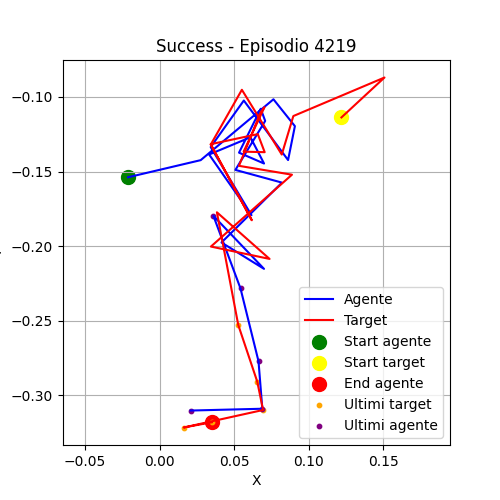 Success - Episodio 4219
−0.10
−0.15
−0.20
−0.25
−0.30
Agente
Target
Start agente
Start target
End agente
Ultimi target
Ultimi agente
−0.05
0.00
0.05
0.10
0.15
X